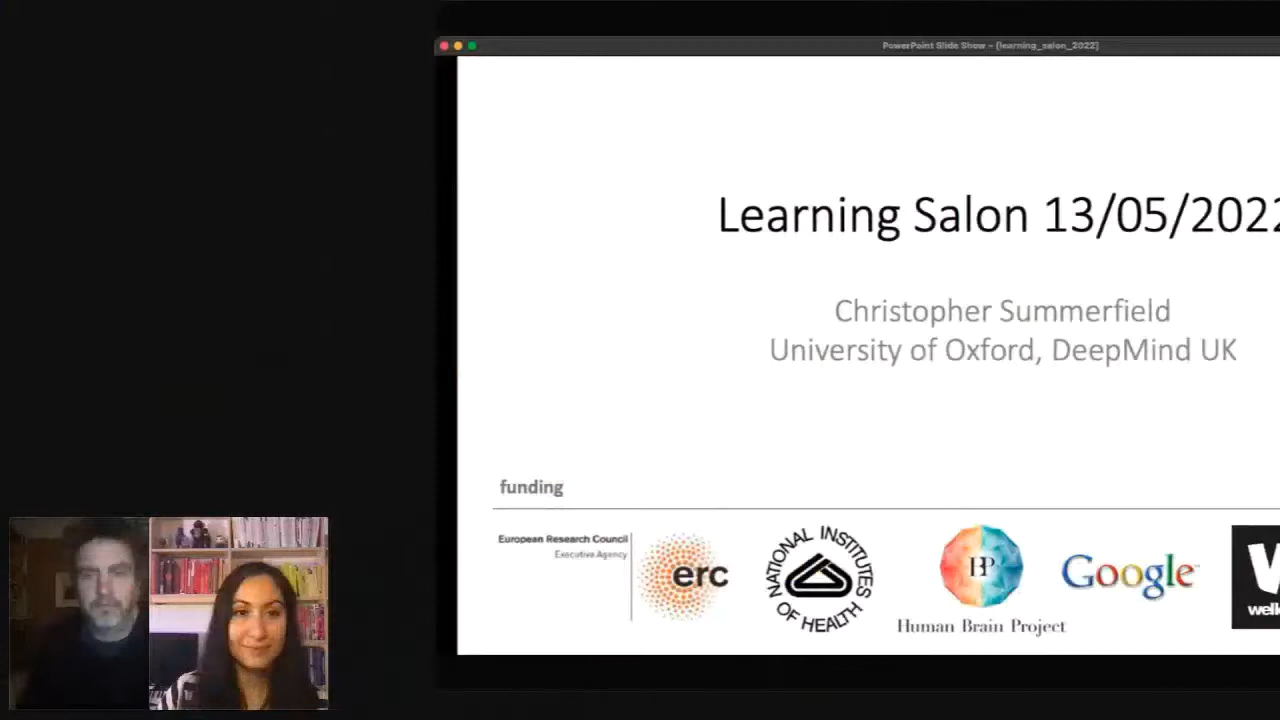 PowerPoint Slide Show - [learning_salon_2022]
Learning Salon 13/05/2022
Christopher Summerfield
University of Oxford, DeepMind UK
funding
European Research Council
Executive Agency
erc
NATIONAL INSTITUTES
OF HEALTH
Human Brain Project
Google